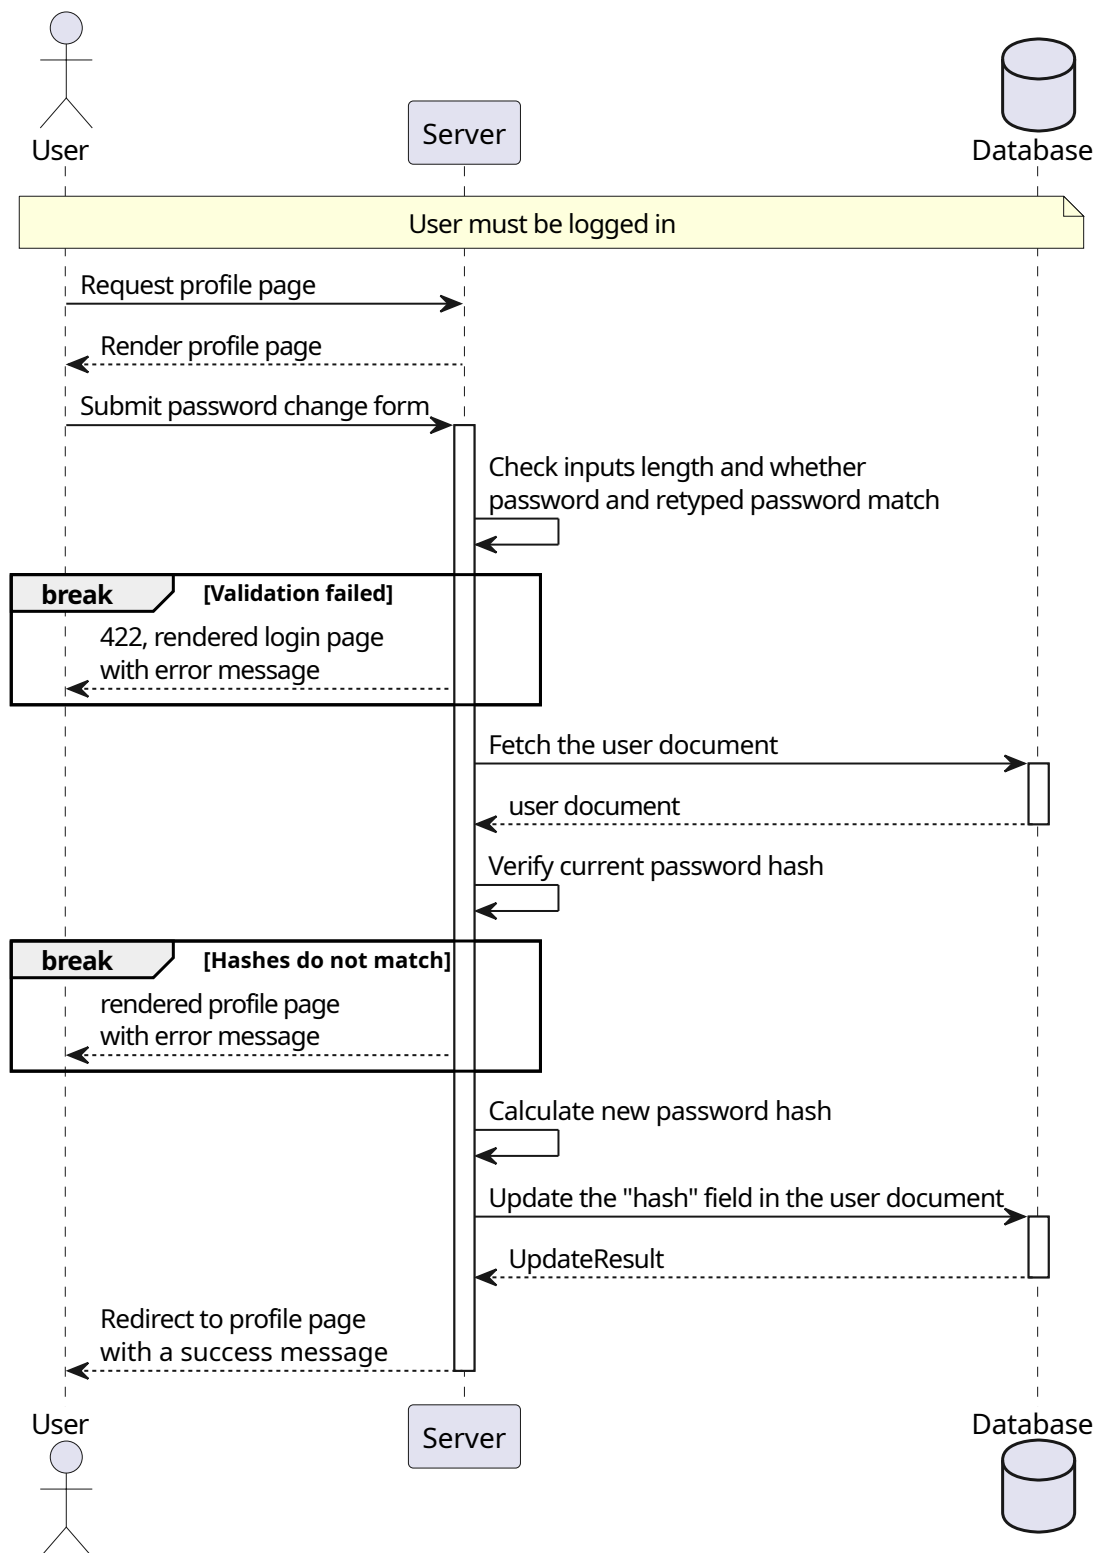 User
Server
Database
User must be logged in
Request profile page
Render profile page
Submit password change form
Check inputs length and whether
password and retyped password match
break [Validation failed]
422, rendered login page
with error message
Fetch the user document
user document
Verify current password hash
break [Hashes do not match]
rendered profile page
with error message
Calculate new password hash
Update the "hash" field in the user document
UpdateResult
Redirect to profile page
with a success message
User
Server
Database